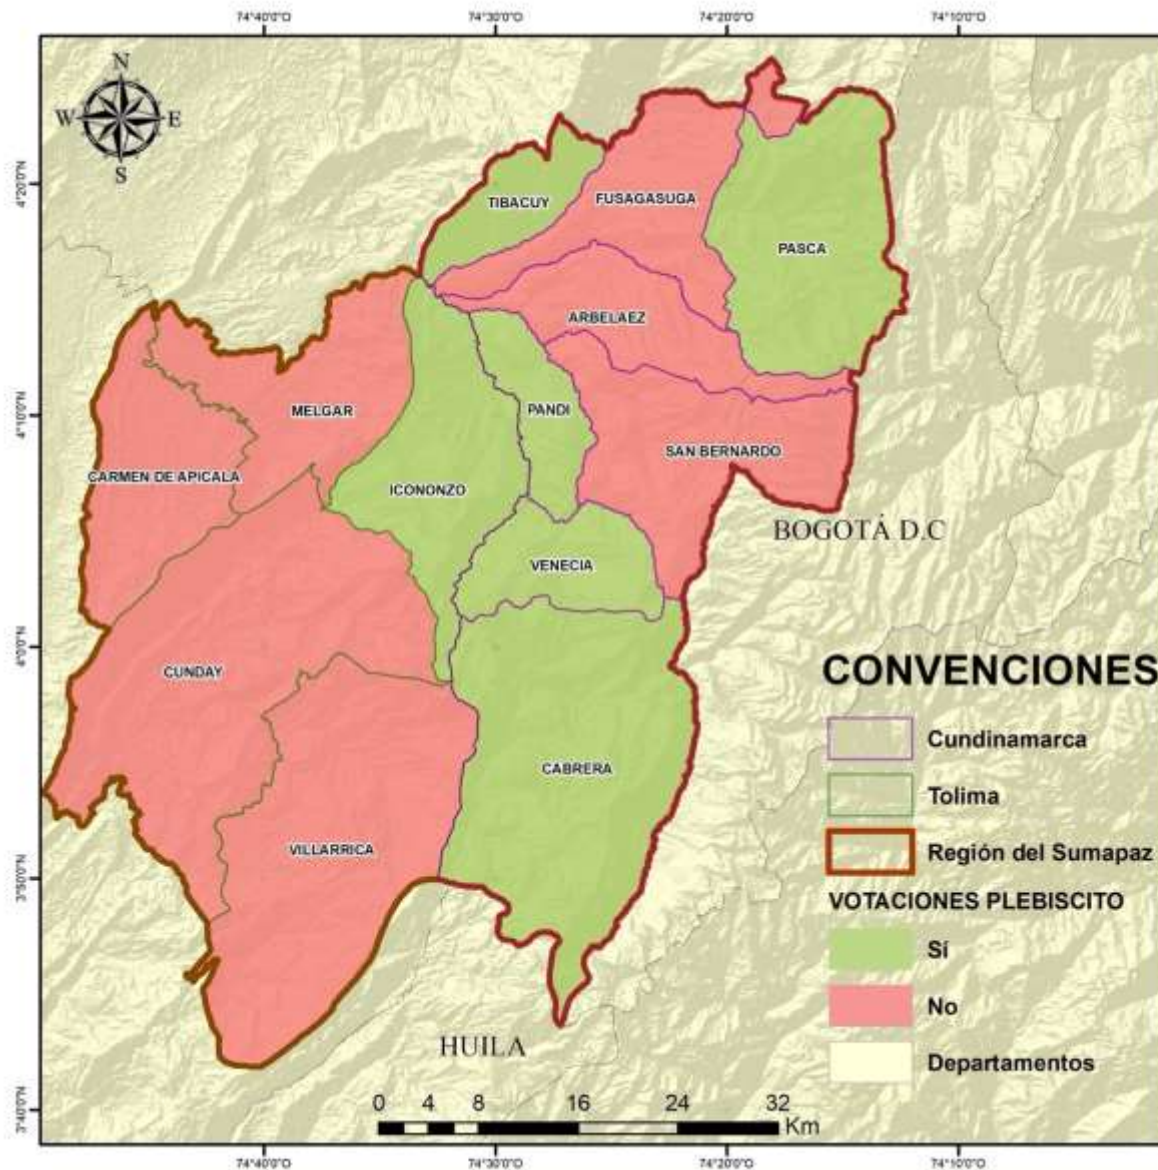 74°40'0"O 74°30'0"O 74°20'0"O 74°10'0"O
N
W E
S
4°20'0"N
4°10'0"N
4°0'0"N
3°50'0"N
3°40'0"N
TIBACUY
FUSAGASUGA
PASCA
ARBELAEZ
MELGAR
PANDI
SAN BERNARDO
CARMEN DE APICALA
ICONONZO
BOGOTÁ D.C
VENECIA
CUNDAY
CABRERA
VILLARRICA
HUILA
CONVENCIONES
Cundinamarca
Tolima
Región del Sumapaz
VOTACIONES PLEBISCITO
Sí
No
Departamentos
0 4 8 16 24 32
Km
74°40'0"O 74°30'0"O 74°20'0"O 74°10'0"O